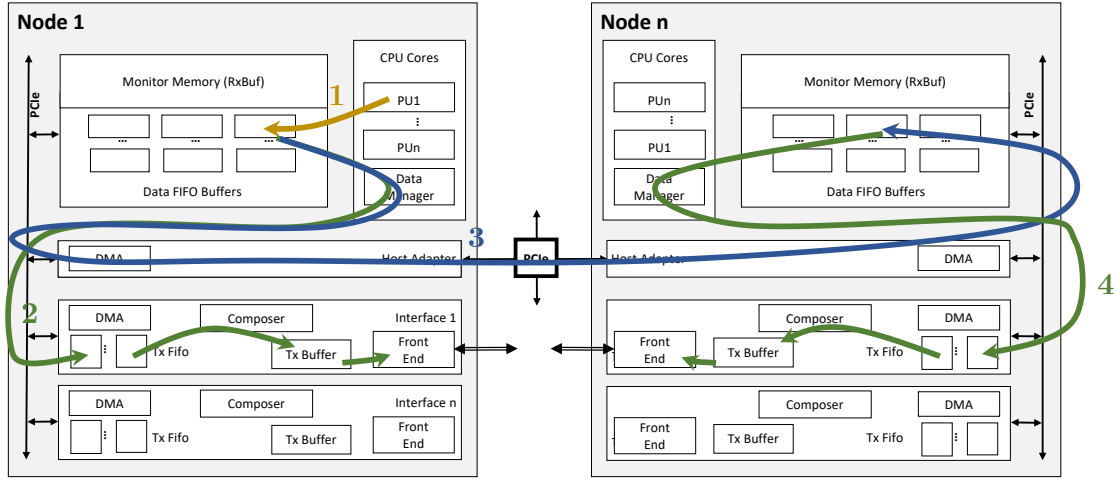 Node 1
CPU Cores
Monitor Memory (RxBuf)
PU1
...
PUn
Data
Manager
PCIe
...
...
...
Data FIFO Buffers
1
DMA
Host Adapter
3
2
DMA
Composer
Interface 1
...
Tx Fifo
Tx Buffer
Front
End
DMA
Composer
Interface n
...
Tx Fifo
Tx Buffer
Front
End
PCIe
Node n
CPU Cores
PUn
...
PU1
Data
Manager
Monitor Memory (RxBuf)
...
...
...
Data FIFO Buffers
PCIe
Host Adapter
DMA
4
Composer
DMA
Front
End
Tx Buffer
Tx Fifo
...
Composer
DMA
Front
End
Tx Buffer
Tx Fifo
...